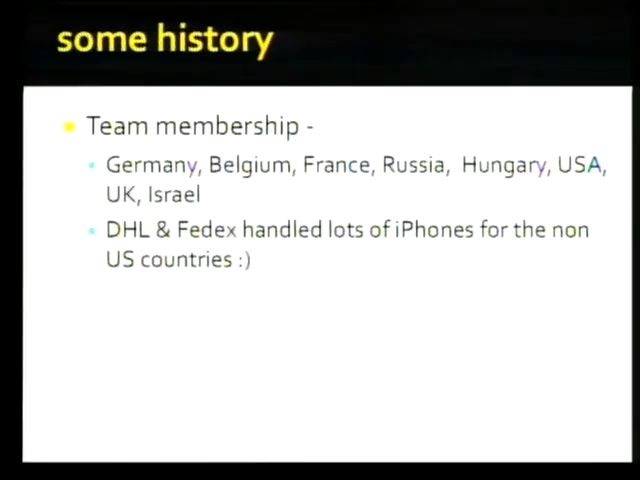 some history
Team membership -
Germany, Belgium, France, Russia, Hungary, USA,
UK, Israel
DHL & Fedex handled lots of iPhones for the non
US countries :)